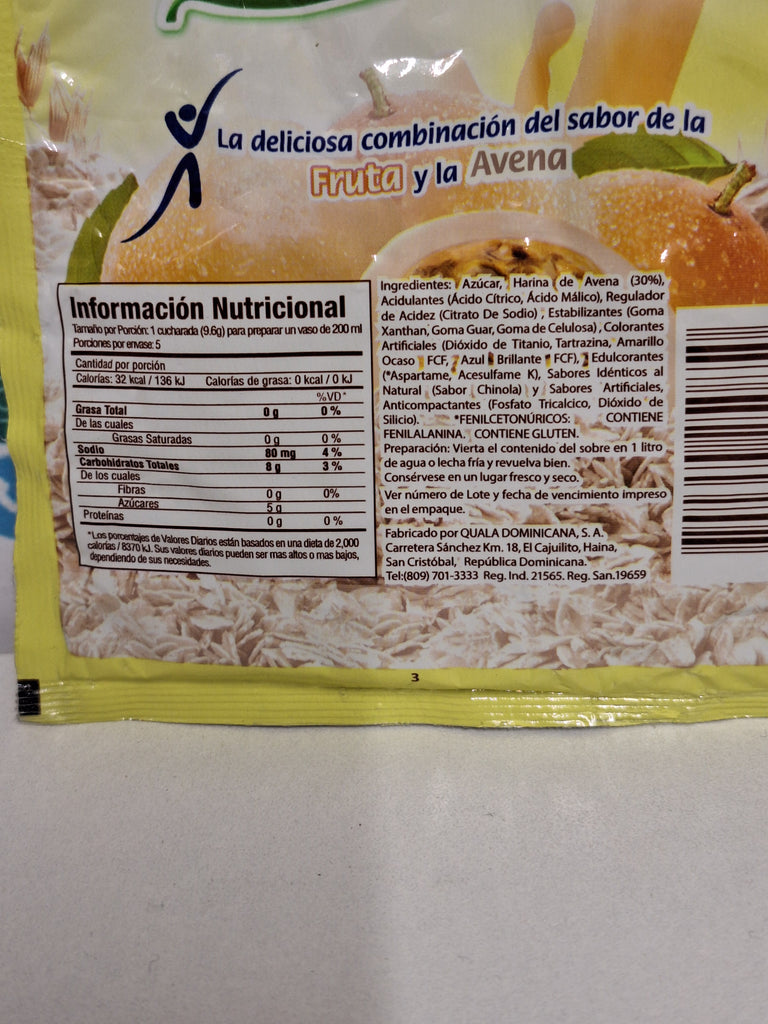 La deliciosa combinación del sabor de la
Fruta y la Avena
Información Nutricional
Tamaño por Porción: 1 cucharada (9.6g) para preparar un vaso de 200 ml
Porciones por envase: 5
Cantidad por porción
Calorías: 32 kcal / 136 kJ Calorías de grasa: 0 kcal / 0 kJ
%VD*
Grasa Total 0 g 0 %
De las cuales
Grasas Saturadas 0 g 0 %
Sodio 80 mg 4 %
Carbohidratos Totales 8 g 3 %
De los cuales
Fibras 0 g 0%
Azúcares 5 g
Proteínas 0 g 0 %
*Los porcentajes de Valores Diarios están basados en una dieta de 2,000
calorías / 8370 kJ. Sus valores diarios pueden ser mas altos o mas bajos,
dependiendo de sus necesidades.
Ingredientes: Azúcar, Harina de Avena (30%),
Acidulantes (Ácido Cítrico, Ácido Málico), Regulador
de Acidez (Citrato De Sodio), Estabilizantes (Goma
Xanthan, Goma Guar, Goma de Celulosa), Colorantes
Artificiales (Dióxido de Titanio, Tartrazina, Amarillo
Ocaso FCF, Azul Brillante FCF), Edulcorantes
(*Aspartame, Acesulfame K), Sabores Idénticos al
Natural (Sabor Chinola) y Sabores Artificiales,
Anticompactantes (Fosfato Tricalcico, Dióxido de
Silicio). *FENILCETONÚRICOS: CONTIENE
FENILALANINA. CONTIENE GLUTEN.
Preparación: Vierta el contenido del sobre en 1 litro
de agua o lecha fría y revuelva bien.
Consérvese en un lugar fresco y seco.
Ver número de Lote y fecha de vencimiento impreso
en el empaque.
Fabricado por QUALA DOMINICANA, S. A.
Carretera Sánchez Km. 18, El Cajuilito, Haina,
San Cristóbal, República Dominicana.
Tel:(809) 701-3333 Reg. Ind. 21565. Reg. San.19659
3